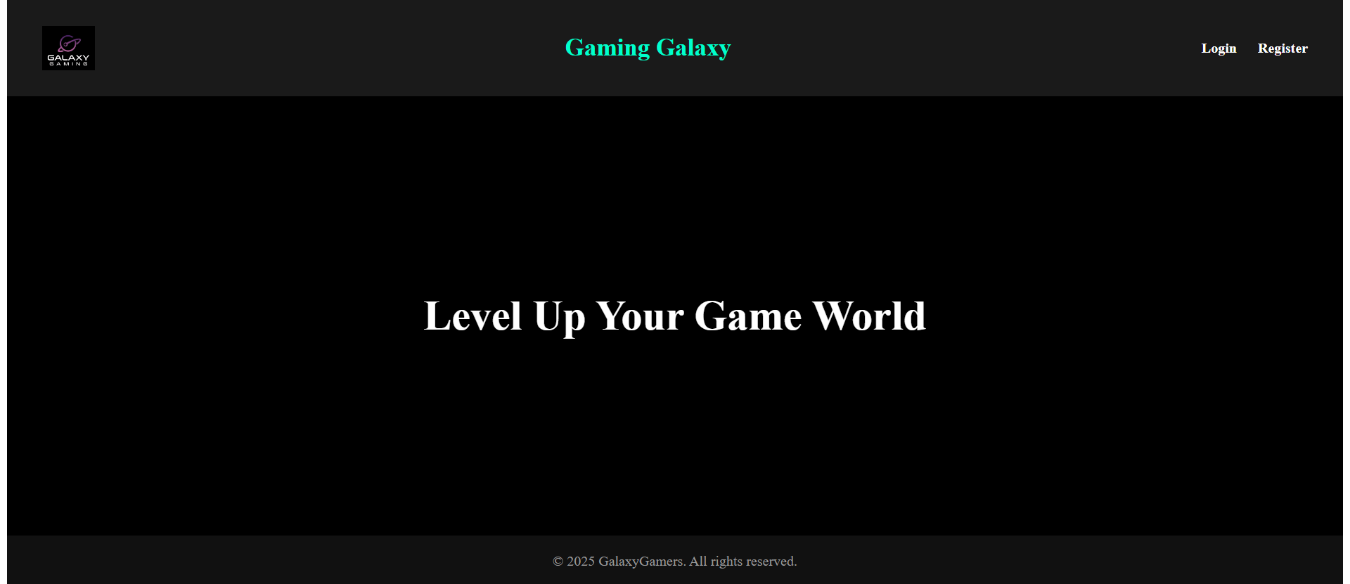 GALAXY
GAMING
Gaming Galaxy
Login Register
Level Up Your Game World
© 2025 GalaxyGamers. All rights reserved.